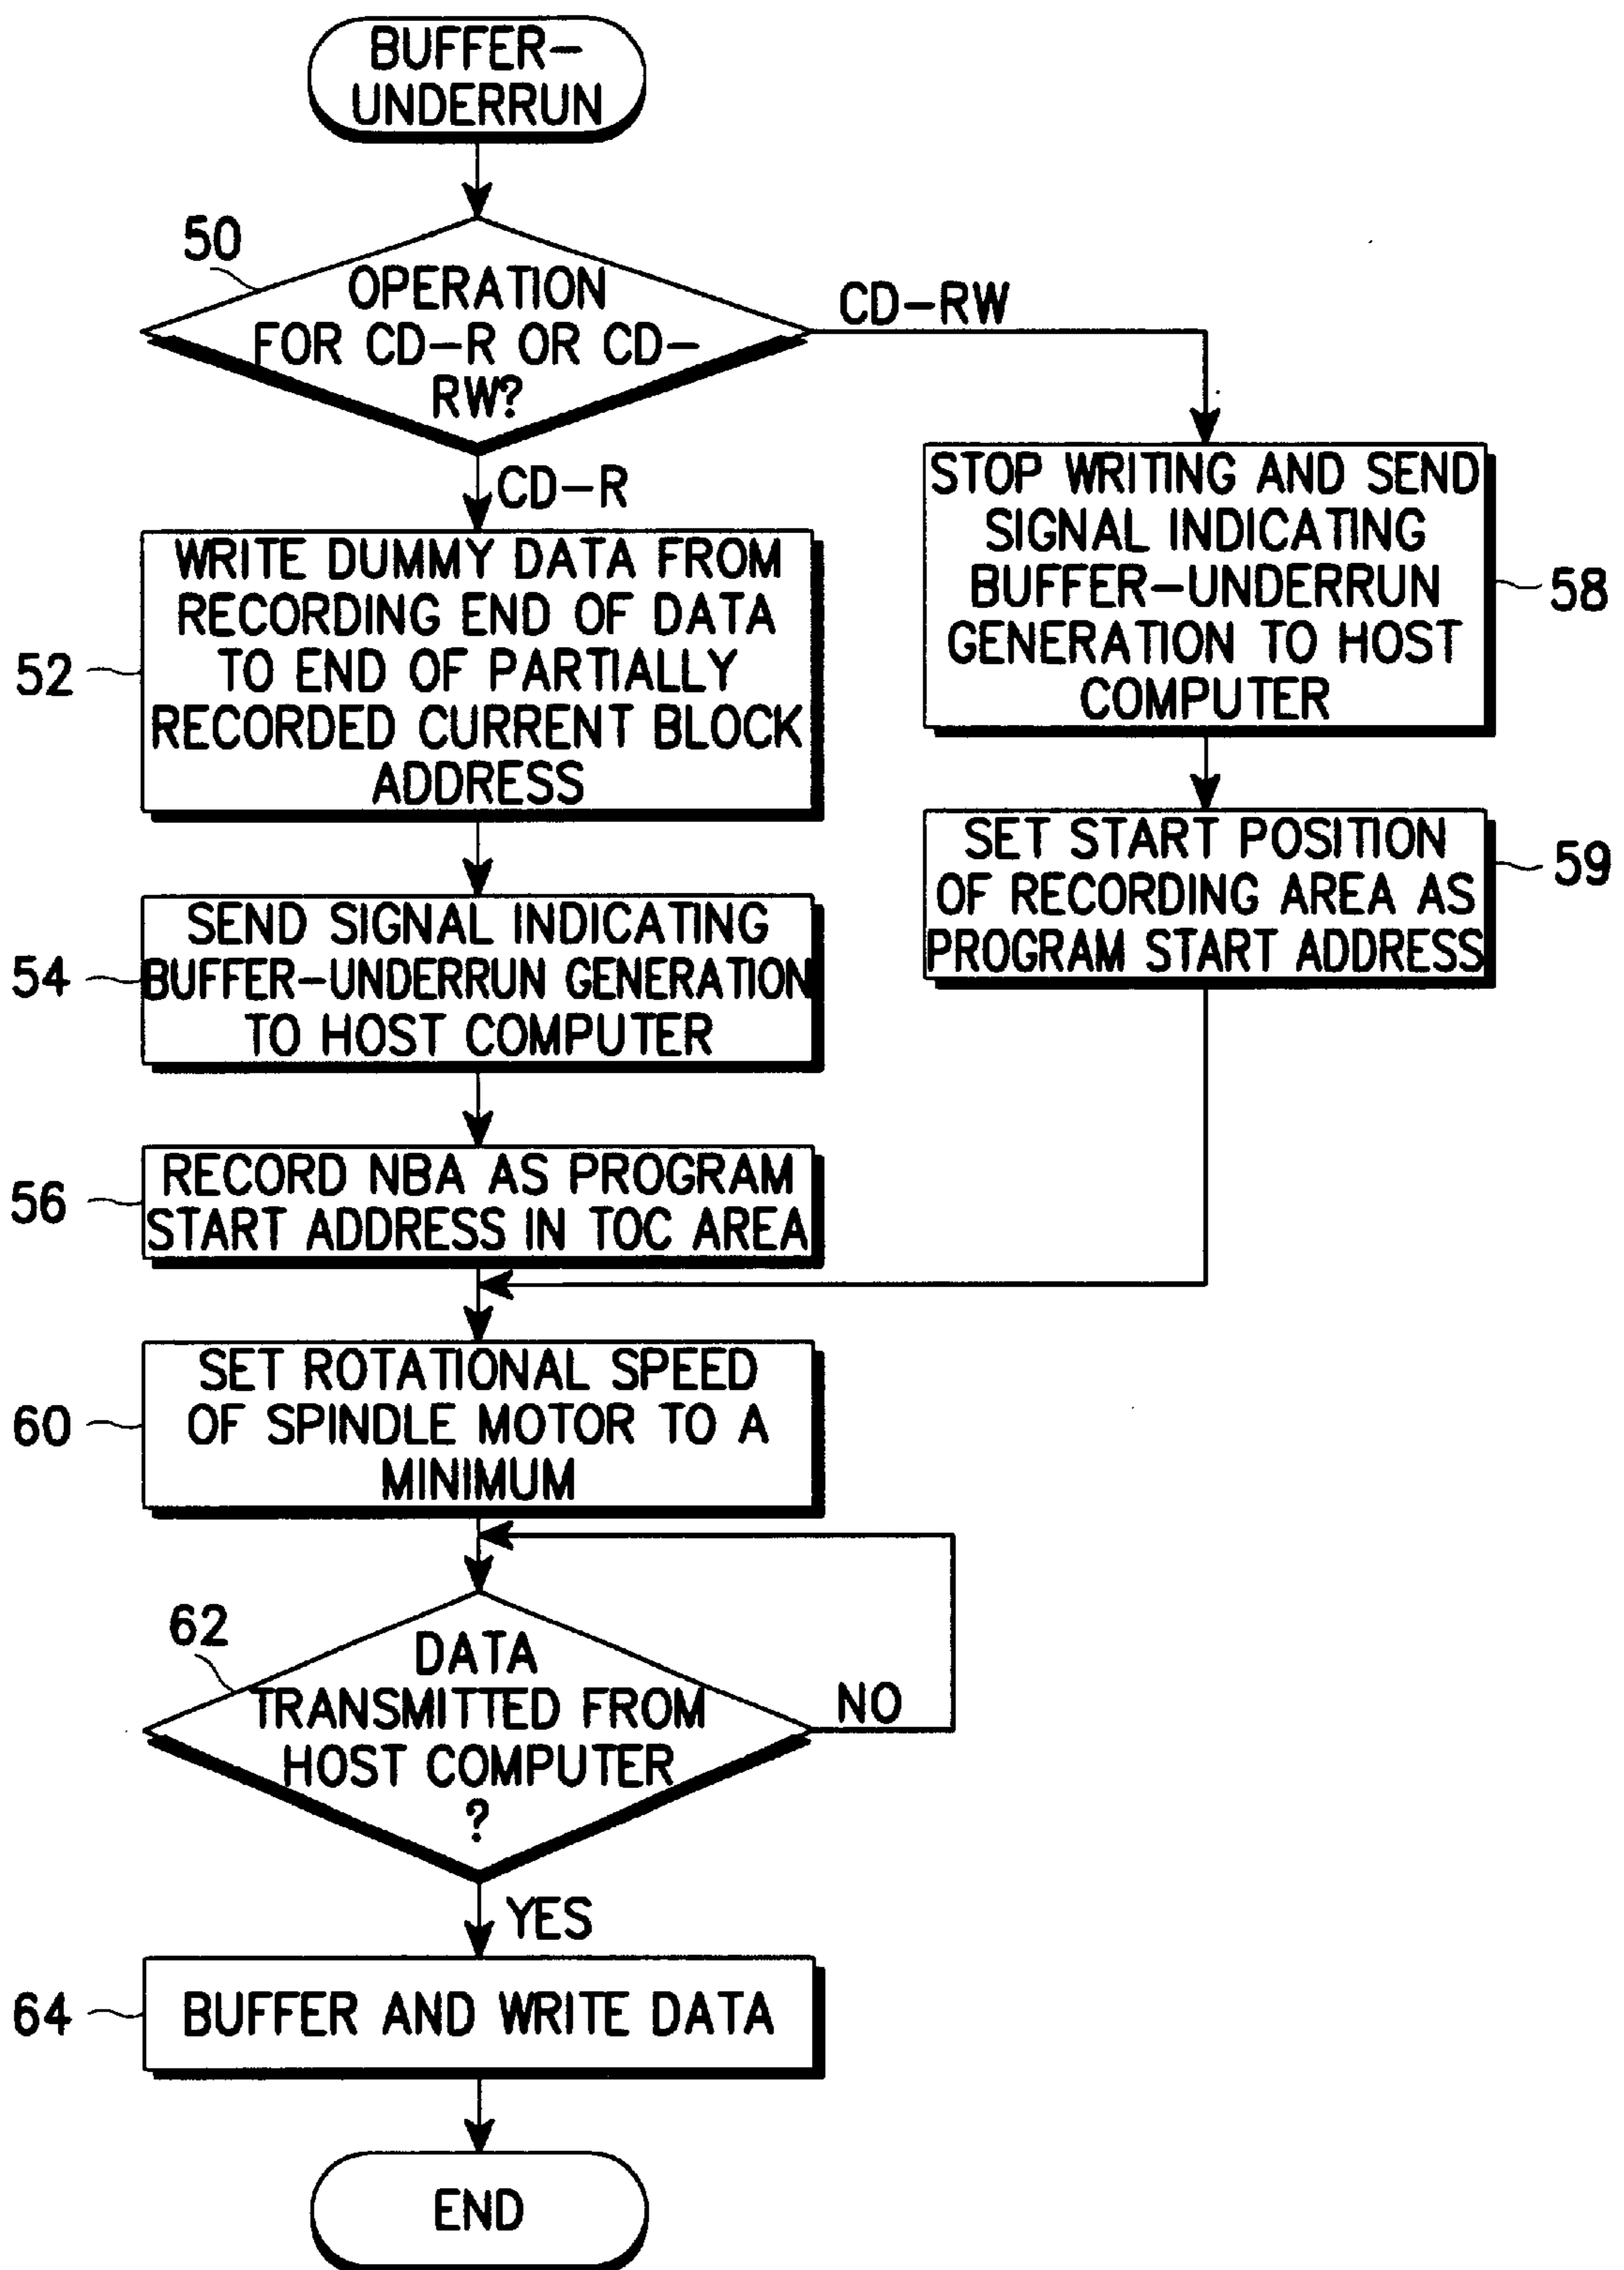 BUFFER-
UNDERRUN
50
OPERATION
FOR CD-R OR CD-
RW?
CD-RW
CD-R
52
WRITE DUMMY DATA FROM
RECORDING END OF DATA
TO END OF PARTIALLY
RECORDED CURRENT BLOCK
ADDRESS
STOP WRITING AND SEND
SIGNAL INDICATING
BUFFER-UNDERRUN
GENERATION TO HOST
COMPUTER
58
54
SEND SIGNAL INDICATING
BUFFER-UNDERRUN GENERATION
TO HOST COMPUTER
SET START POSITION
OF RECORDING AREA AS
PROGRAM START ADDRESS
59
56
RECORD NBA AS PROGRAM
START ADDRESS IN TOC AREA
60
SET ROTATIONAL SPEED
OF SPINDLE MOTOR TO A
MINIMUM
62
DATA
TRANSMITTED FROM
HOST COMPUTER
?
NO
YES
64
BUFFER AND WRITE DATA
END